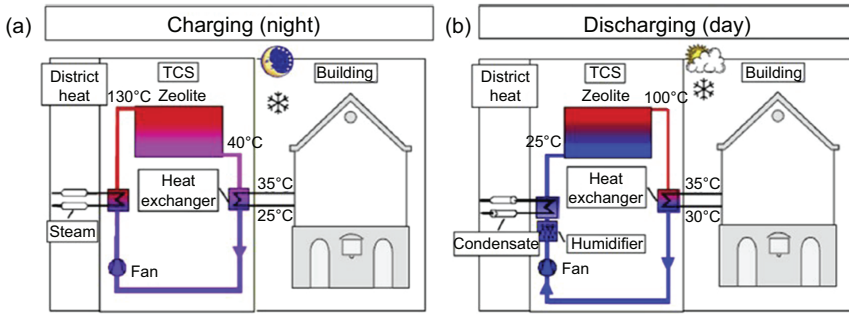 (a)
Charging (night)
District
heat
TCS
Zeolite
130°C
40°C
Building
Heat
exchanger
35°C
25°C
Steam
Fan
(b)
Discharging (day)
District
heat
TCS
Zeolite
25°C
100°C
Building
Heat
exchanger
35°C
30°C
Condensate
Humidifier
Fan